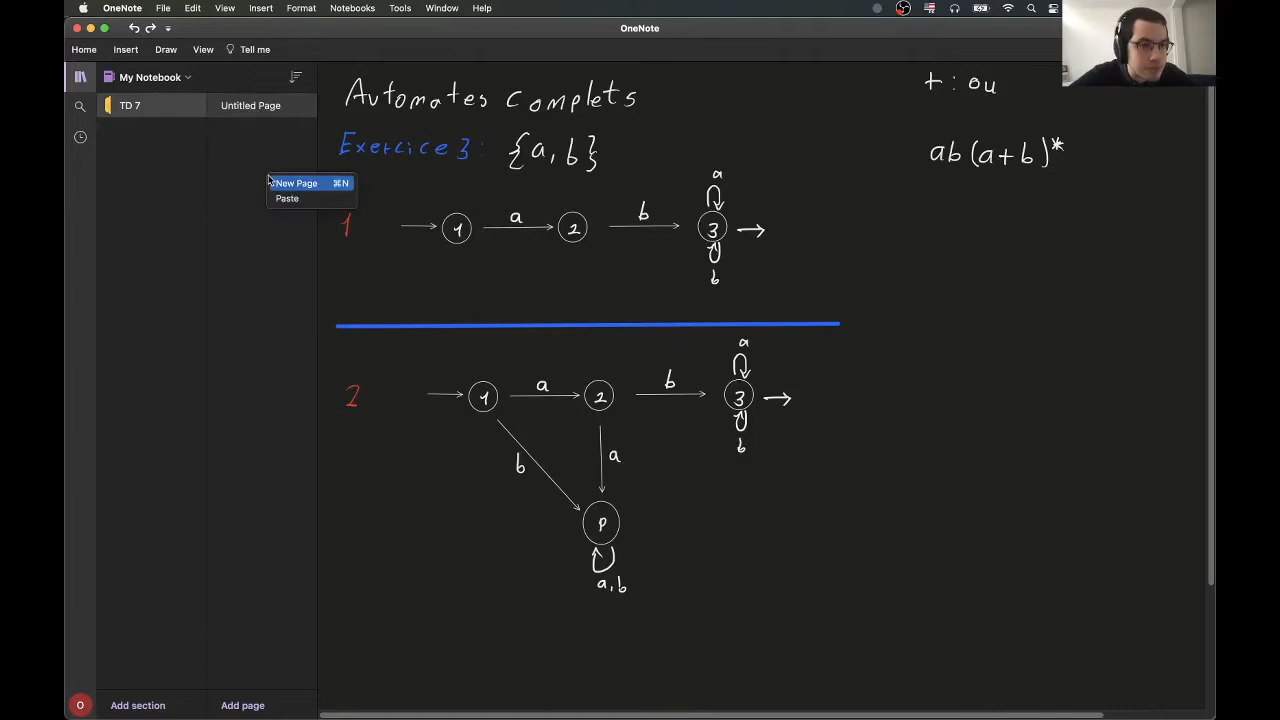 OneNote File Edit View Insert Format Notebooks Tools Window Help
OneNote
Home Insert Draw View Tell me
My Notebook
TD 7 Untitled Page
New Page ⌘N
Paste
Automates complets
+ : ou
Exercice 3: {a, b}
ab(a+b)*
1
a
1 a 2 b 3
b
2
a
1 a 2 b 3
b
b a
P
a, b
O Add section Add page